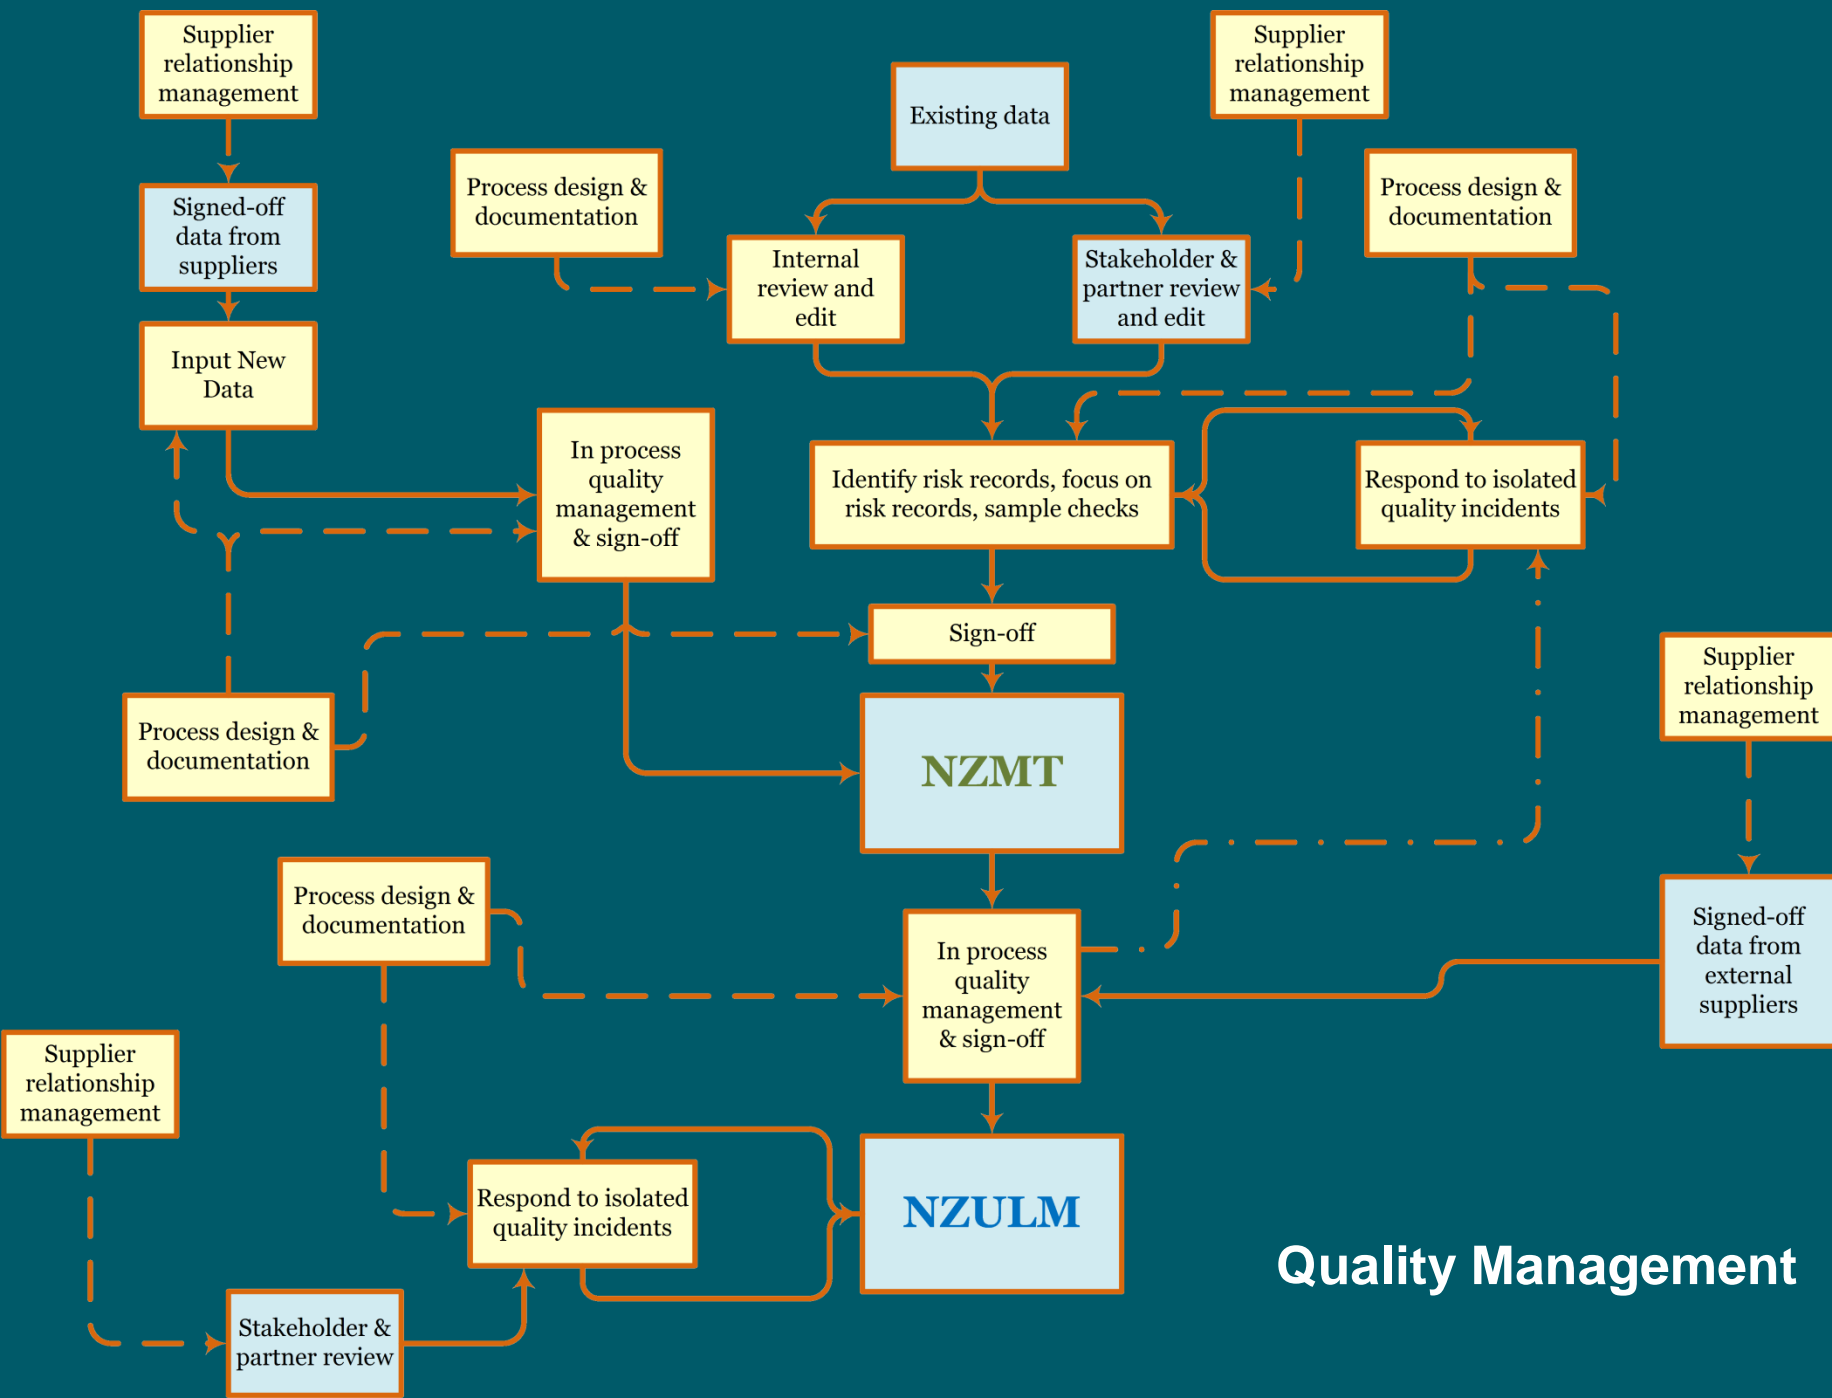 Supplier
relationship
management
Supplier
relationship
management
Existing data
Process design &
documentation
Process design &
documentation
Signed-off
data from
suppliers
Internal
review and
edit
Stakeholder &
partner review
and edit
Input New
Data
In process
quality
management
& sign-off
Identify risk records, focus on
risk records, sample checks
Respond to isolated
quality incidents
Sign-off
Supplier
relationship
management
Process design &
documentation
NZMT
Process design &
documentation
In process
quality
management
& sign-off
Signed-off
data from
external
suppliers
Supplier
relationship
management
Respond to isolated
quality incidents
NZULM
Quality Management
Stakeholder &
partner review